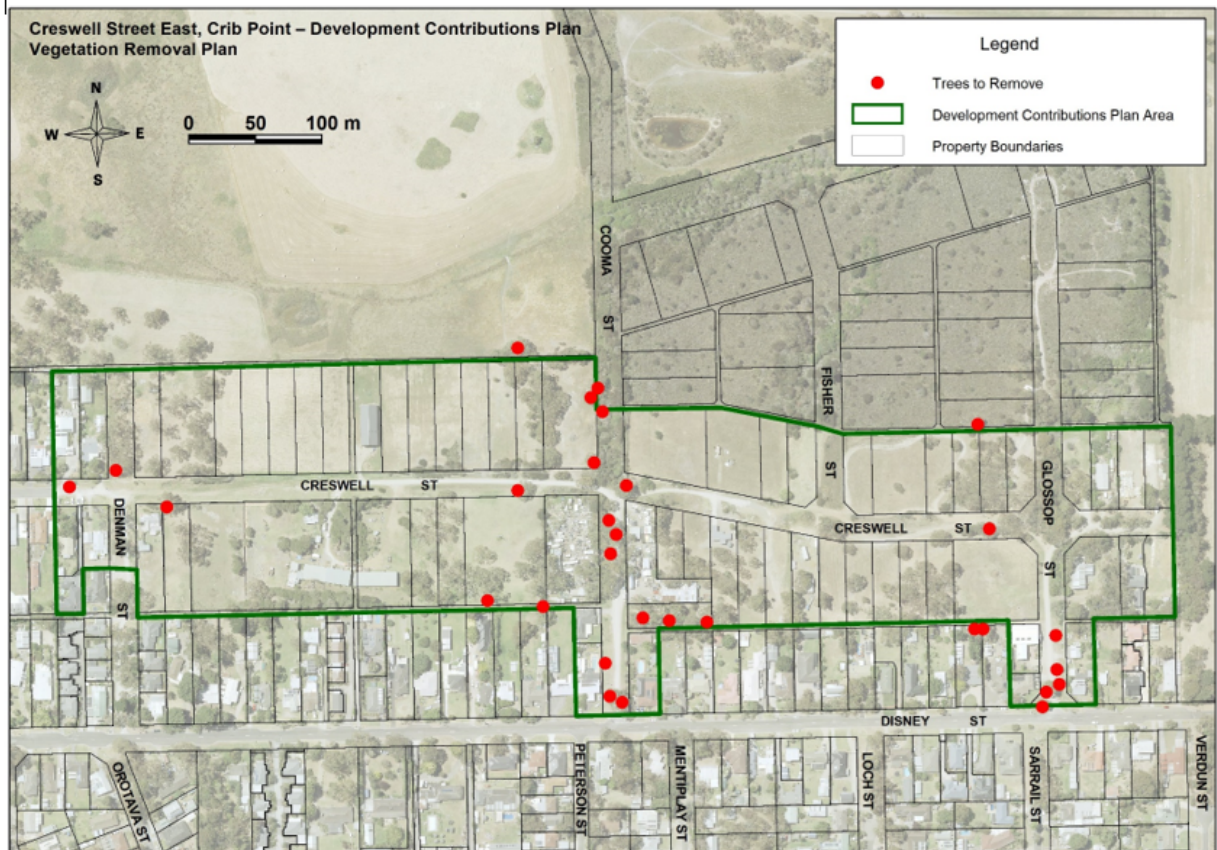 Creswell Street East, Crib Point – Development Contributions Plan
Vegetation Removal Plan
N
W
E
S
0 50 100 m
Legend
Trees to Remove
Development Contributions Plan Area
Property Boundaries
COOMA ST
FISHER ST
CRESWELL ST
DENMAN ST
GLOSSOP ST
CRESWELL ST
DISNEY ST
OROTAVA ST
PETERSON ST
MENTIPLAY ST
LOCH ST
SARRAIL ST
VERDUN ST